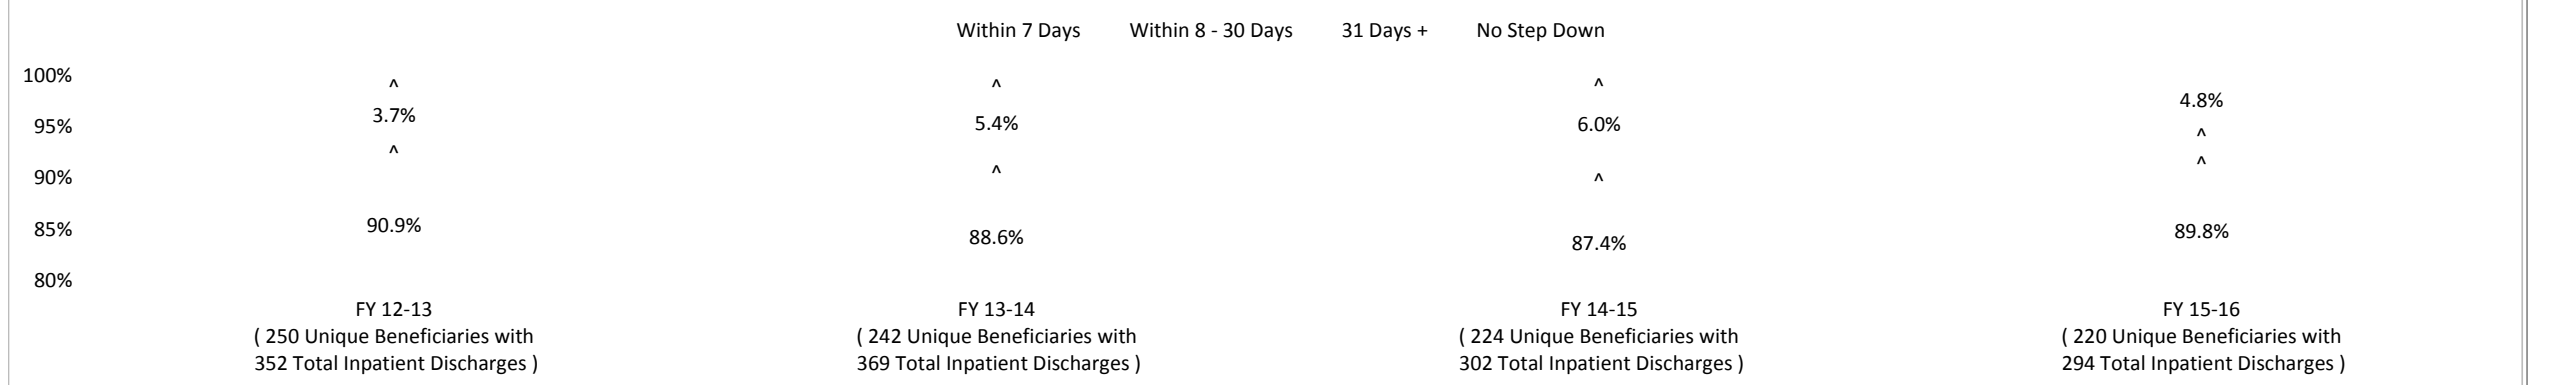 Within 7 Days Within 8 - 30 Days 31 Days + No Step Down
100%
95%
90%
85%
80%
^ ^ ^ 4.8%
3.7% 5.4% 6.0% ^
^ ^ ^ ^
90.9% 88.6% 87.4% 89.8%
FY 12-13 FY 13-14 FY 14-15 FY 15-16
( 250 Unique Beneficiaries with ( 242 Unique Beneficiaries with ( 224 Unique Beneficiaries with ( 220 Unique Beneficiaries with
352 Total Inpatient Discharges ) 369 Total Inpatient Discharges ) 302 Total Inpatient Discharges ) 294 Total Inpatient Discharges )